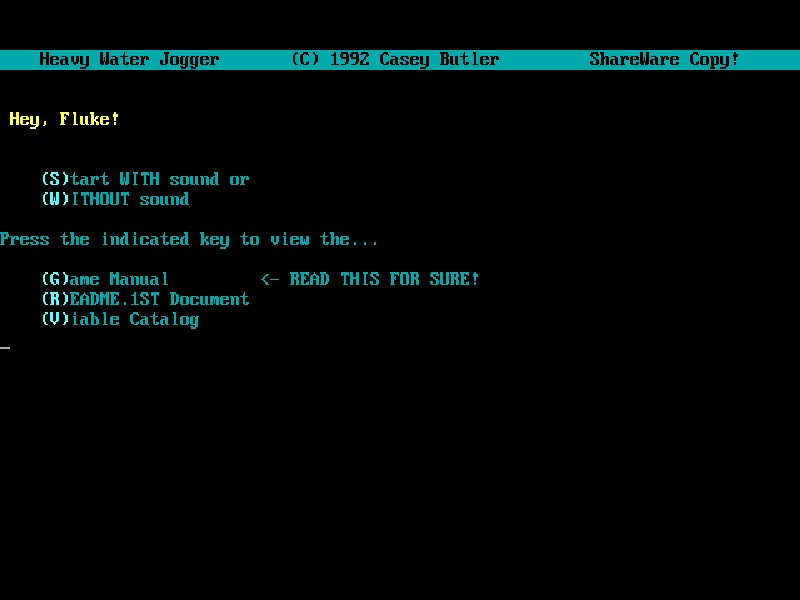 Heavy Water Jogger (C) 1992 Casey Butler ShareWare Copy!
Hey, Fluke!
(S)tart WITH sound or
(W)ITHOUT sound
Press the indicated key to view the...
(G)ame Manual <- READ THIS FOR SURE!
(R)EADME.1ST Document
(V)iable Catalog